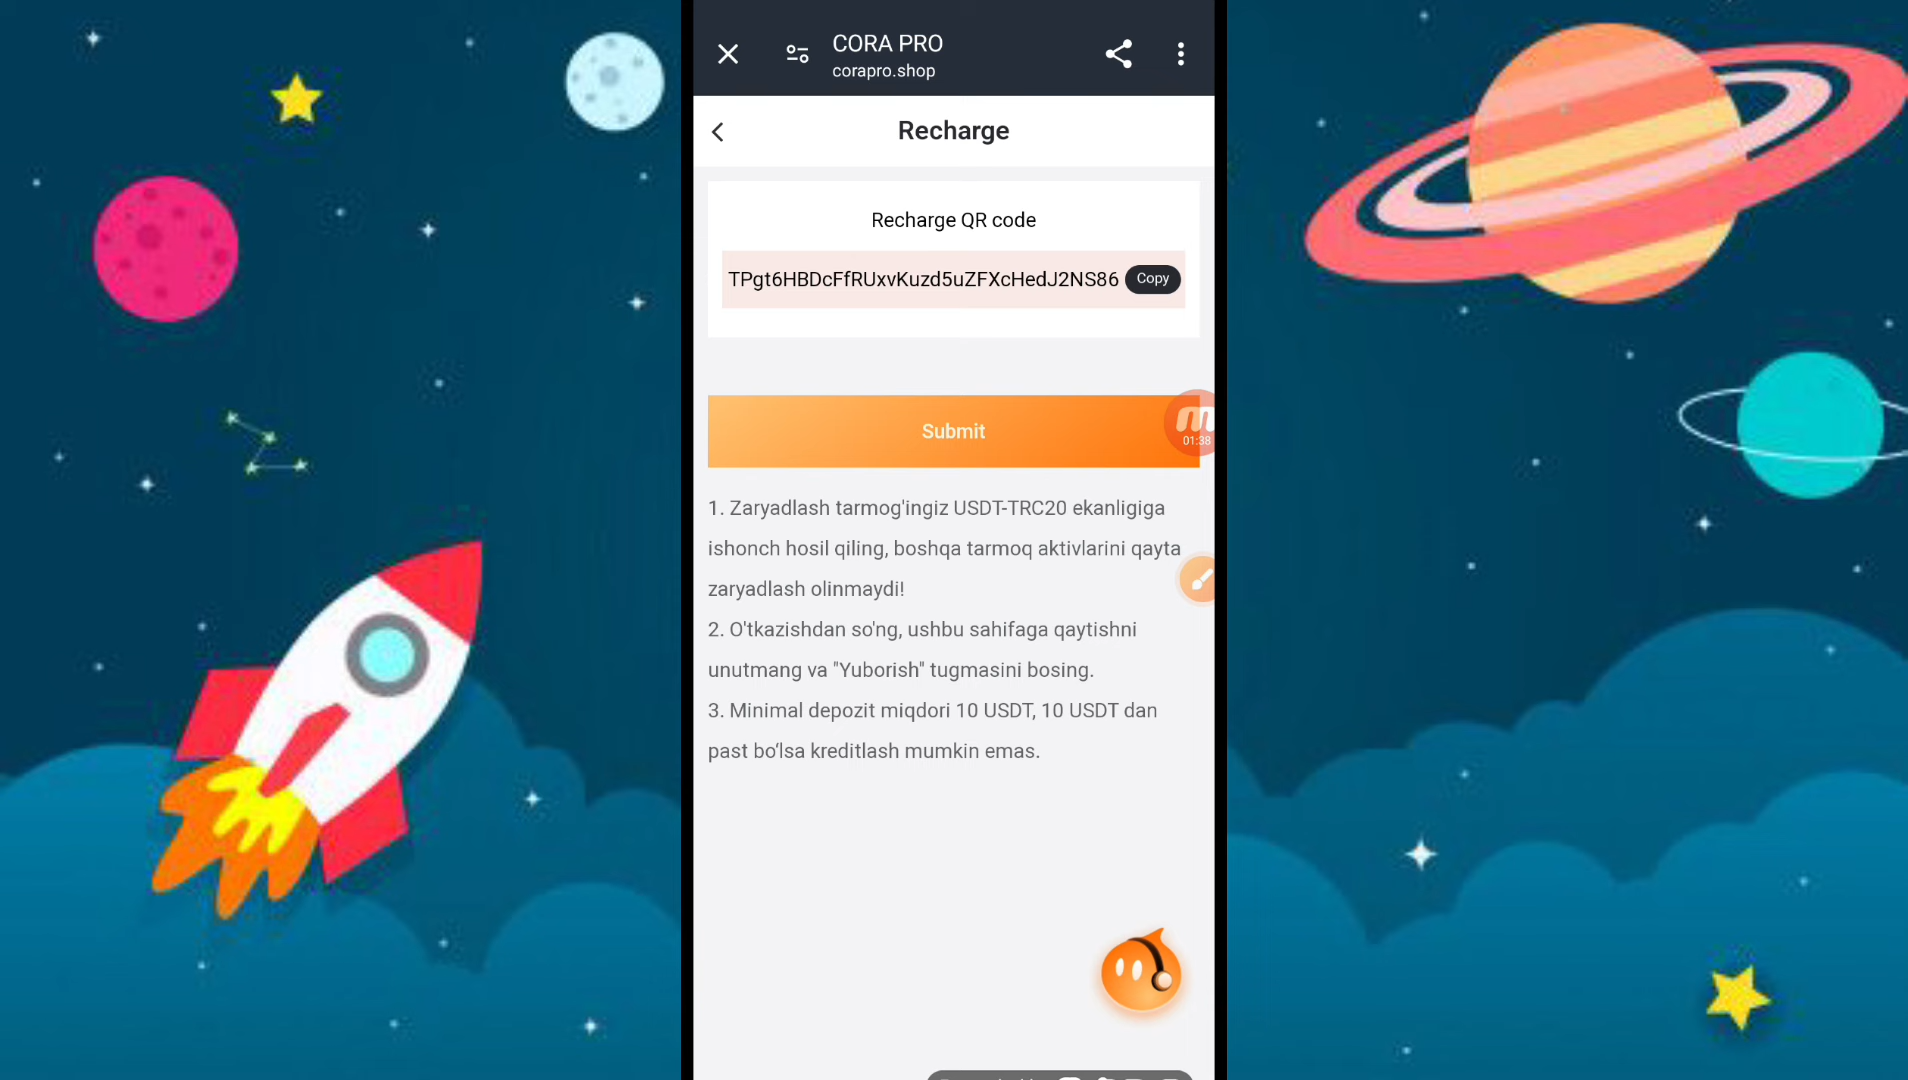 CORA PRO
corapro.shop
Recharge
Recharge QR code
TPgt6HBDcFfRUxvKuzd5uZFXcHedJ2NS86
Copy
Submit
01:38
1. Zaryadlash tarmog'ingiz USDT-TRC20 ekanligiga
ishonch hosil qiling, boshqa tarmoq aktivlarini qayta
zaryadlash olinmaydi!
2. O'tkazishdan so'ng, ushbu sahifaga qaytishni
unutmang va "Yuborish" tugmasini bosing.
3. Minimal depozit miqdori 10 USDT, 10 USDT dan
past bo‘lsa kreditlash mumkin emas.